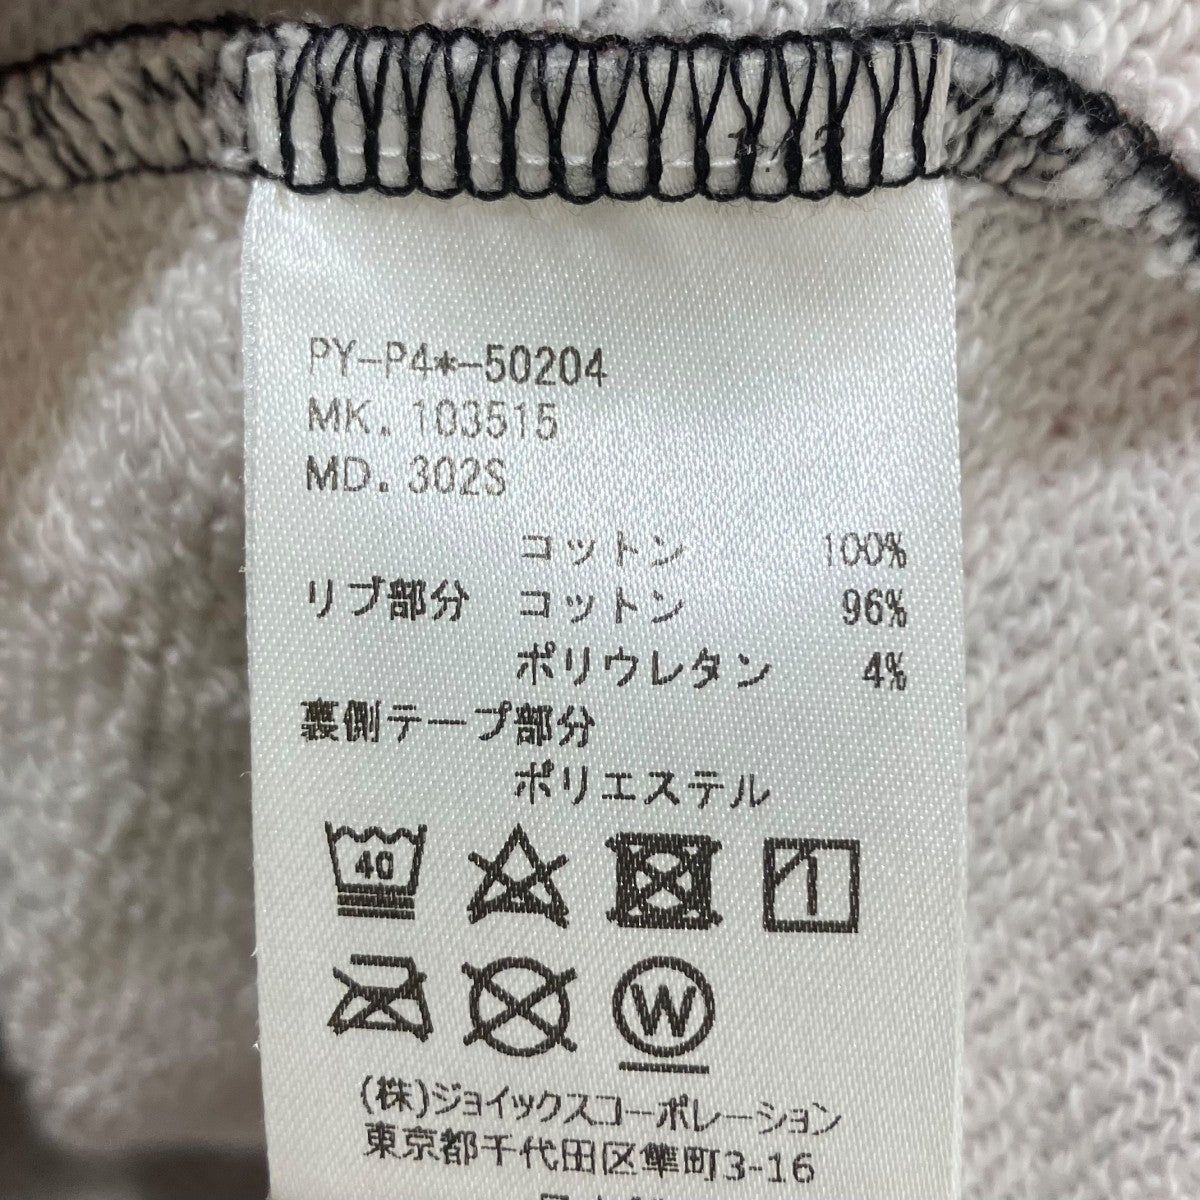 PY-P4*-50204
MK. 103515
MD. 302S
コットン 100%
リブ部分 コットン 96%
ポリウレタン 4%
裏側テープ部分
ポリエステル
40
W
(株)ジョイックスコーポレーション
東京都千代田区隼町3-16